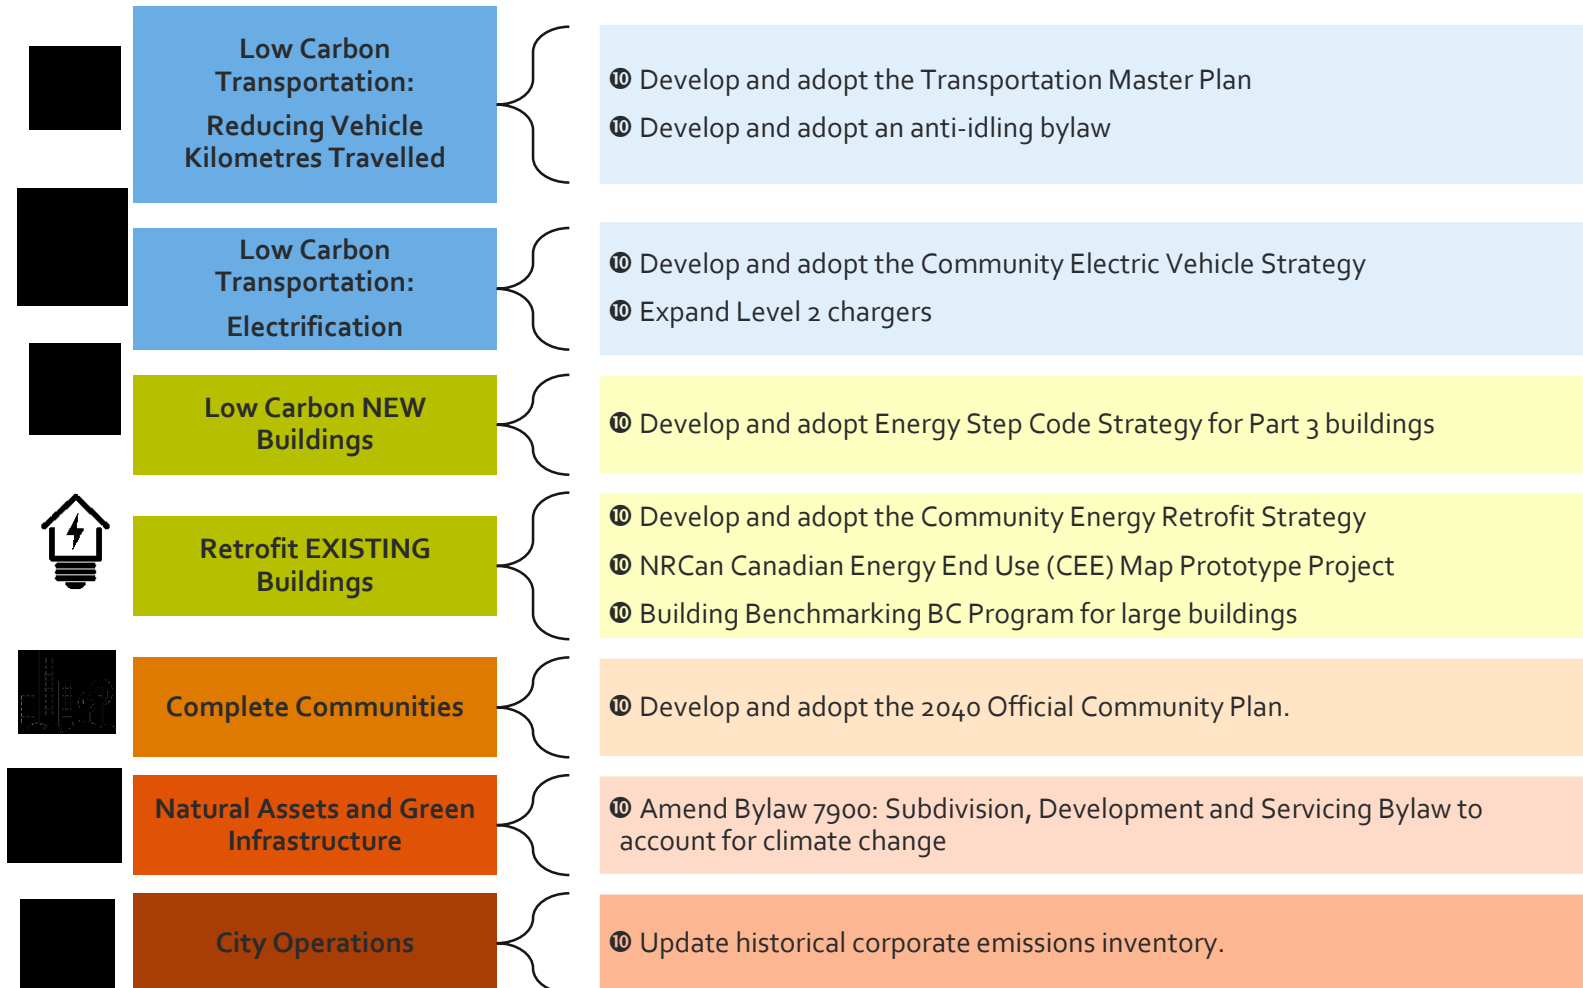 Low Carbon
Transportation:
Reducing Vehicle
Kilometres Travelled
❿ Develop and adopt the Transportation Master Plan
❿ Develop and adopt an anti-idling bylaw
Low Carbon
Transportation:
Electrification
❿ Develop and adopt the Community Electric Vehicle Strategy
❿ Expand Level 2 chargers
Low Carbon NEW
Buildings
❿ Develop and adopt Energy Step Code Strategy for Part 3 buildings
Retrofit EXISTING
Buildings
❿ Develop and adopt the Community Energy Retrofit Strategy
❿ NRCan Canadian Energy End Use (CEE) Map Prototype Project
❿ Building Benchmarking BC Program for large buildings
Complete Communities
❿ Develop and adopt the 2040 Official Community Plan.
Natural Assets and Green
Infrastructure
❿ Amend Bylaw 7900: Subdivision, Development and Servicing Bylaw to
account for climate change
City Operations
❿ Update historical corporate emissions inventory.